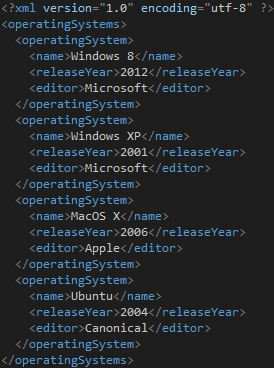 <?xml version="1.0" encoding="utf-8" ?>
<operatingSystems>
  <operatingSystem>
    <name>Windows 8</name>
    <releaseYear>2012</releaseYear>
    <editor>Microsoft</editor>
  </operatingSystem>
  <operatingSystem>
    <name>Windows XP</name>
    <releaseYear>2001</releaseYear>
    <editor>Microsoft</editor>
  </operatingSystem>
  <operatingSystem>
    <name>MacOS X</name>
    <releaseYear>2006</releaseYear>
    <editor>Apple</editor>
  </operatingSystem>
  <operatingSystem>
    <name>Ubuntu</name>
    <releaseYear>2004</releaseYear>
    <editor>Canonical</editor>
  </operatingSystem>
</operatingSystems>